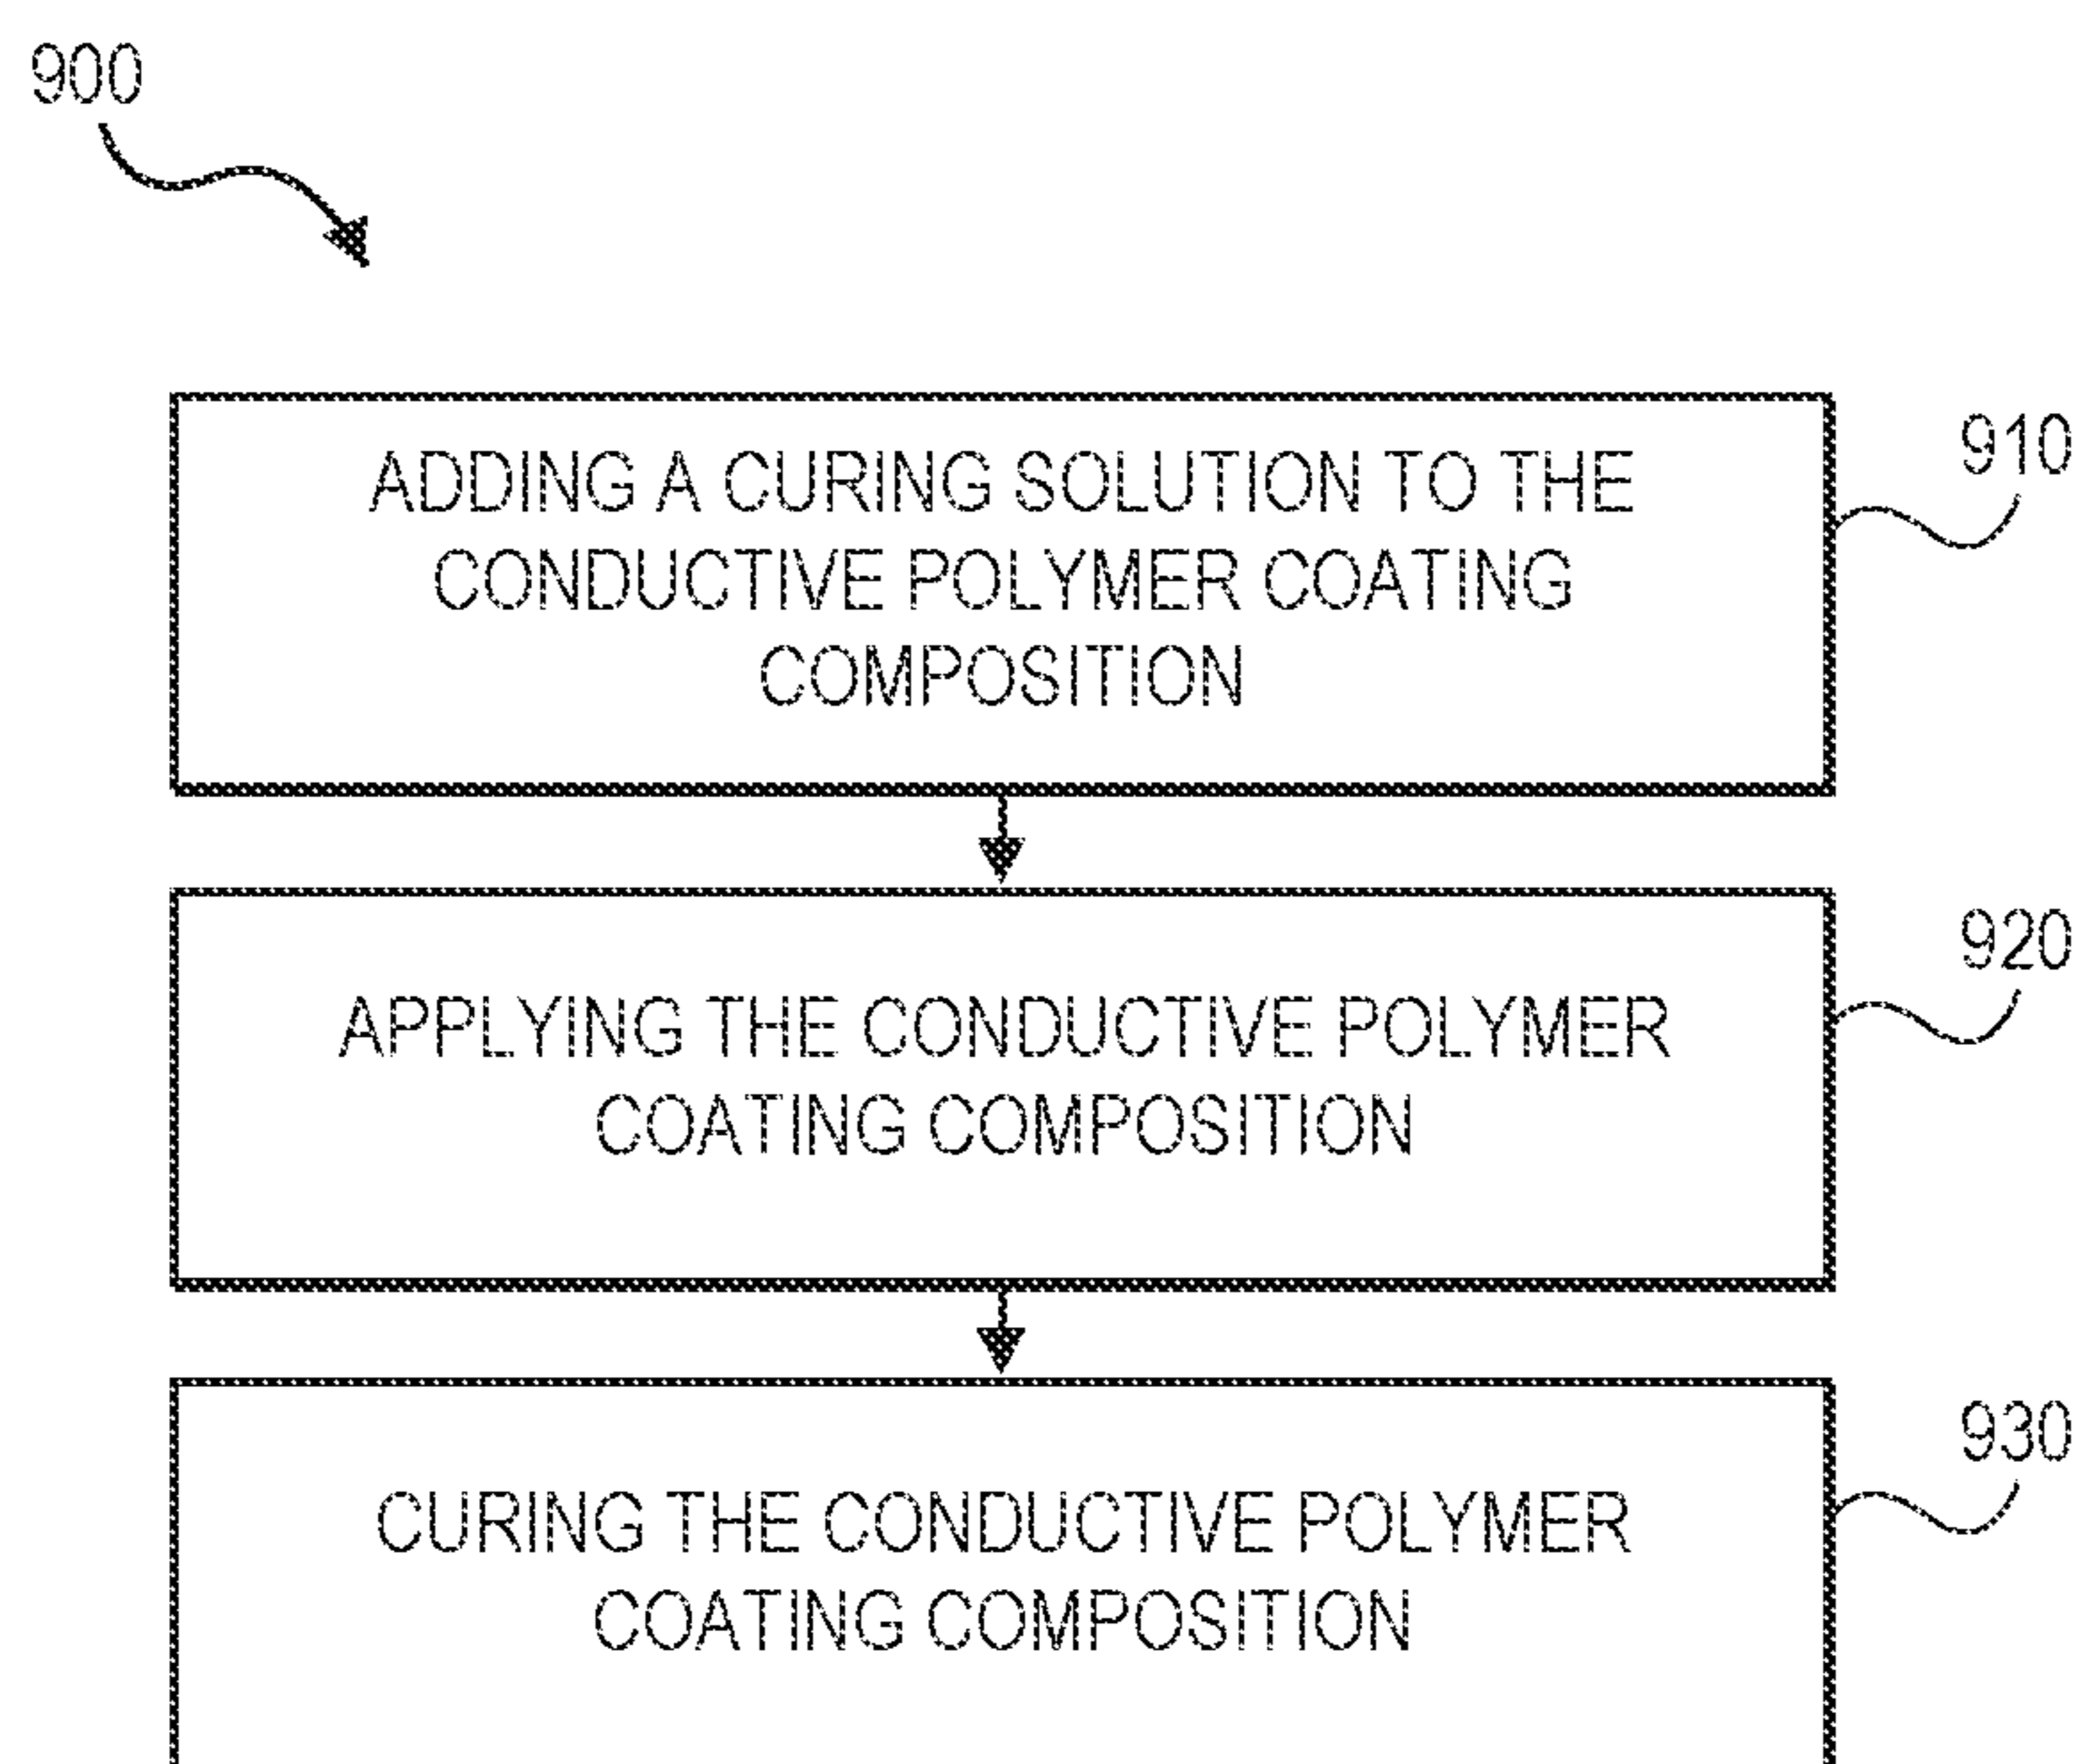 900
910
ADDING A CURING SOLUTION TO THE
CONDUCTIVE POLYMER COATING
COMPOSITION
920
APPLYING THE CONDUCTIVE POLYMER
COATING COMPOSITION
930
CURING THE CONDUCTIVE POLYMER
COATING COMPOSITION